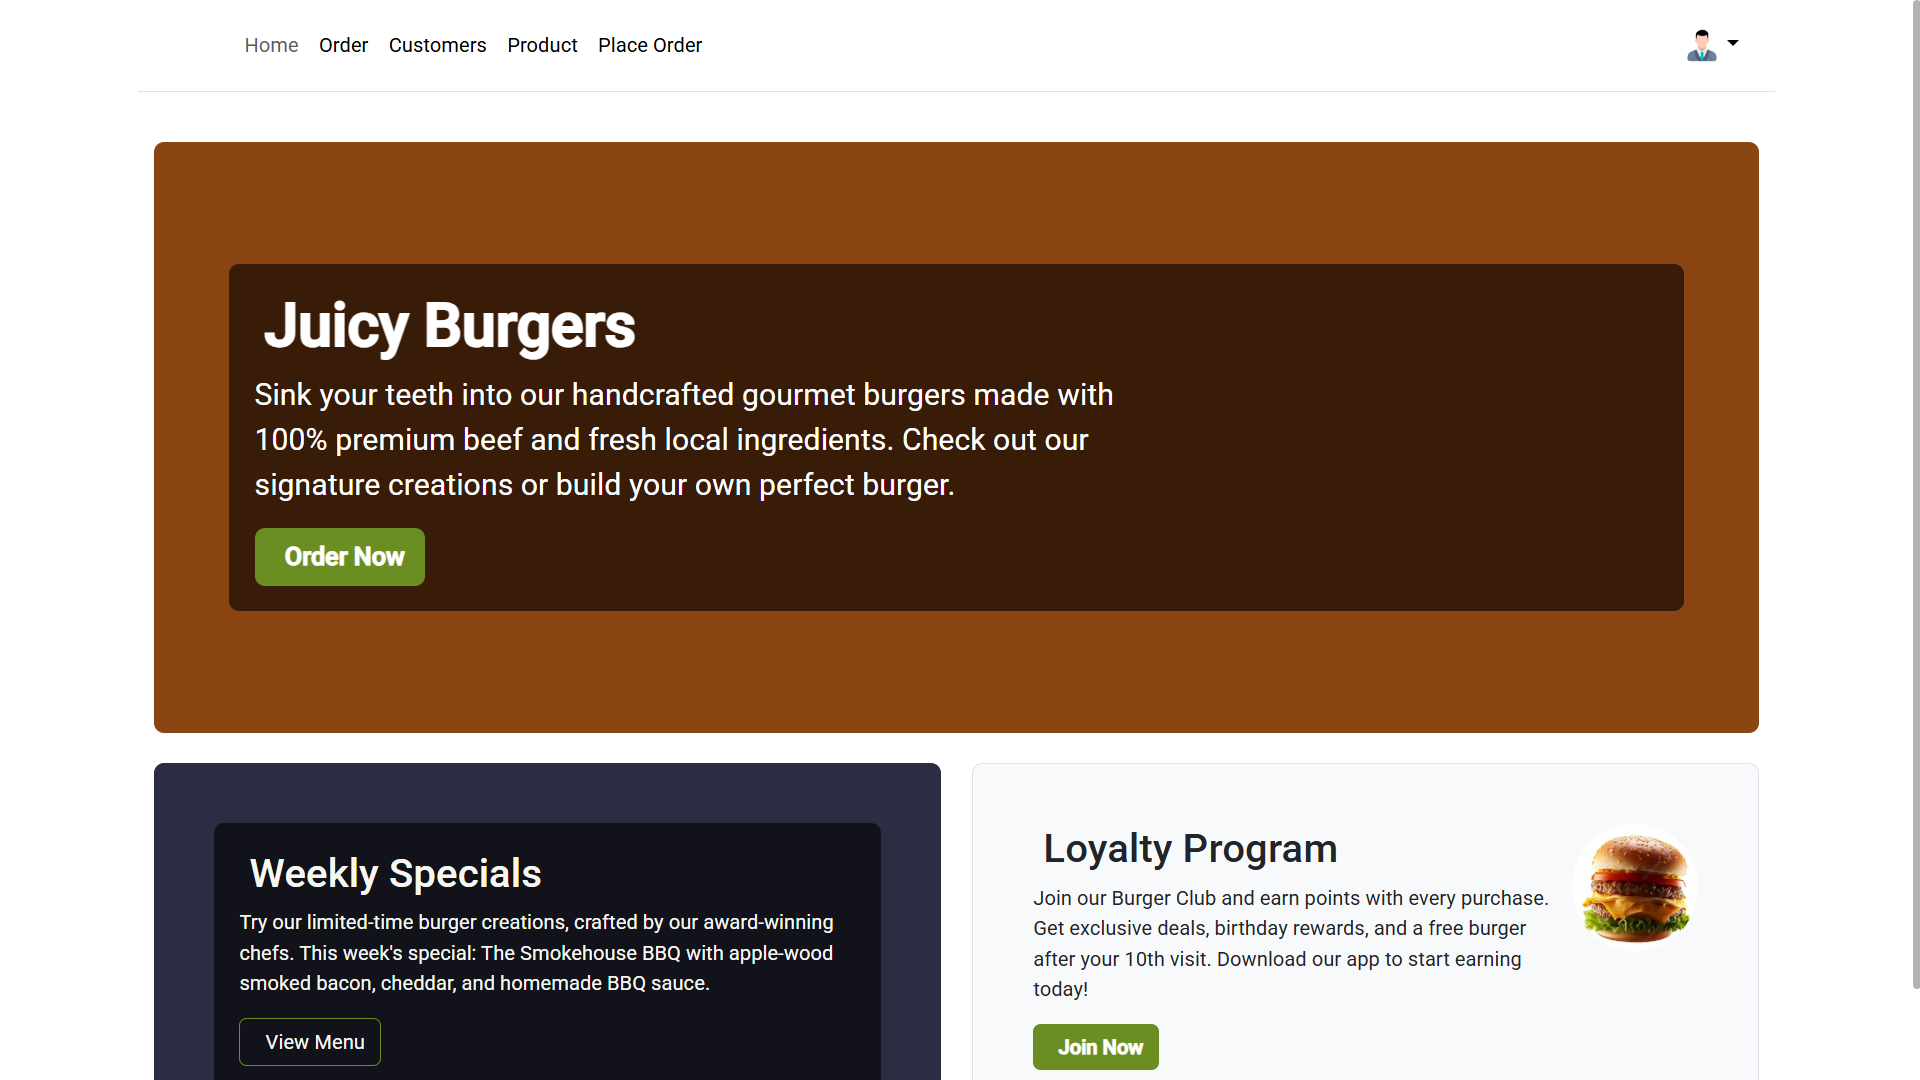 Home Order Customers Product Place Order
Juicy Burgers
Sink your teeth into our handcrafted gourmet burgers made with
100% premium beef and fresh local ingredients. Check out our
signature creations or build your own perfect burger.
Order Now
Weekly Specials
Try our limited-time burger creations, crafted by our award-winning
chefs. This week's special: The Smokehouse BBQ with apple-wood
smoked bacon, cheddar, and homemade BBQ sauce.
View Menu
Loyalty Program
Join our Burger Club and earn points with every purchase.
Get exclusive deals, birthday rewards, and a free burger
after your 10th visit. Download our app to start earning
today!
Join Now